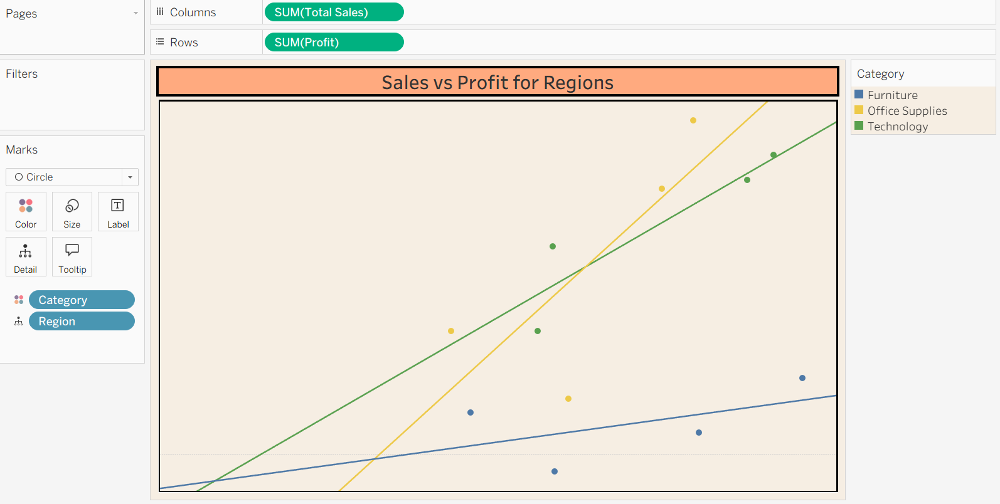 Pages
Columns
SUM(Total Sales)
Rows
SUM(Profit)
Filters
Marks
Circle
Color
Size
Label
Detail
Tooltip
Category
Region
Sales vs Profit for Regions
Category
Furniture
Office Supplies
Technology